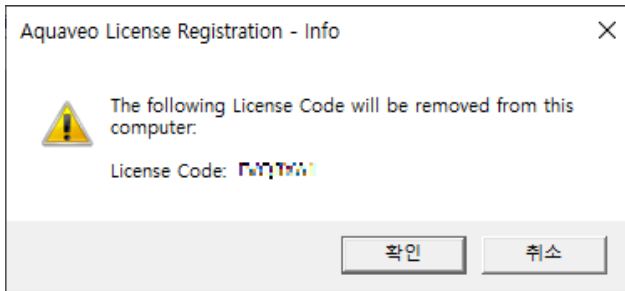 Aquaveo License Registration - Info
The following License Code will be removed from this
computer:
License Code:
확인
취소